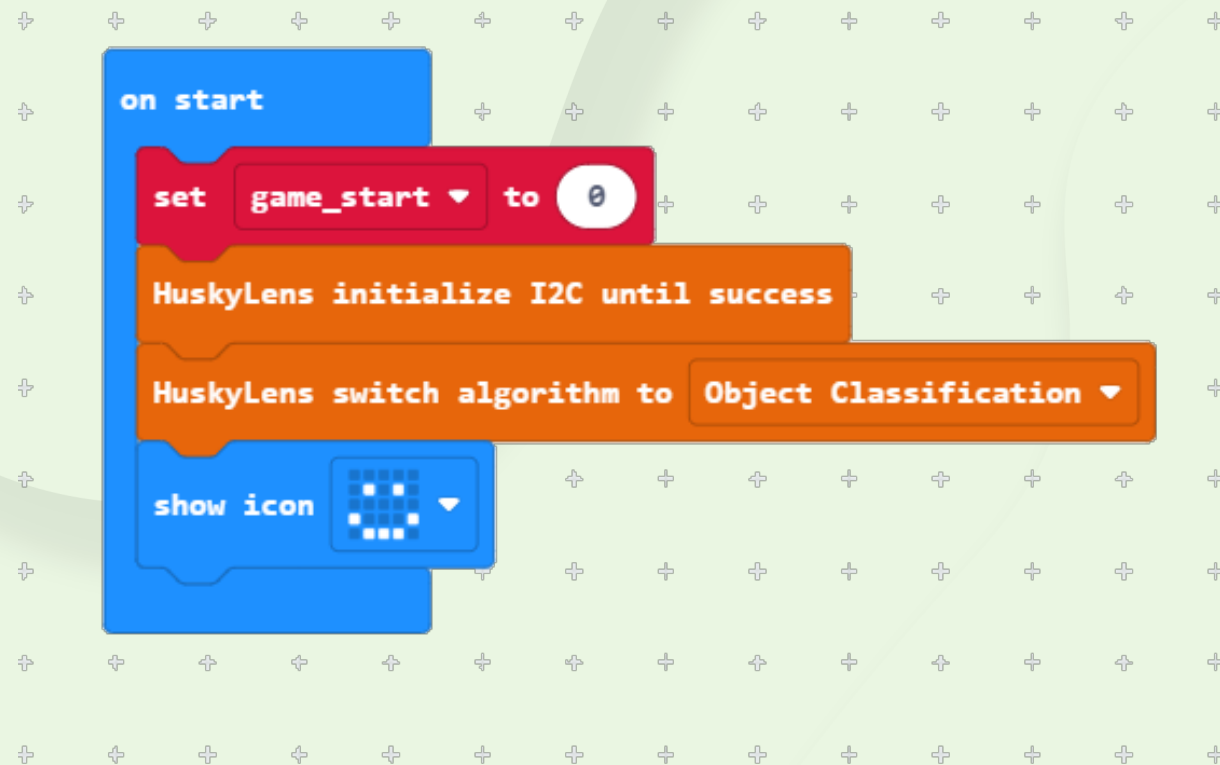 on start
set game_start to 0
HuskyLens initialize I2C until success
HuskyLens switch algorithm to Object Classification
show icon